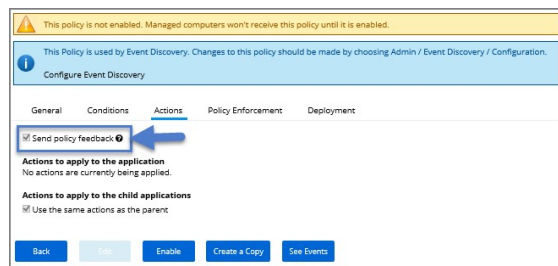 This policy is not enabled. Managed computers won't receive this policy until it is enabled.
This Policy is used by Event Discovery. Changes to this policy should be made by choosing Admin / Event Discovery / Configuration.
Configure Event Discovery
General Conditions Actions Policy Enforcement Deployment
Send policy feedback
Actions to apply to the application
No actions are currently being applied.
Actions to apply to the child applications
Use the same actions as the parent
Back Edit Enable Create a Copy See Events